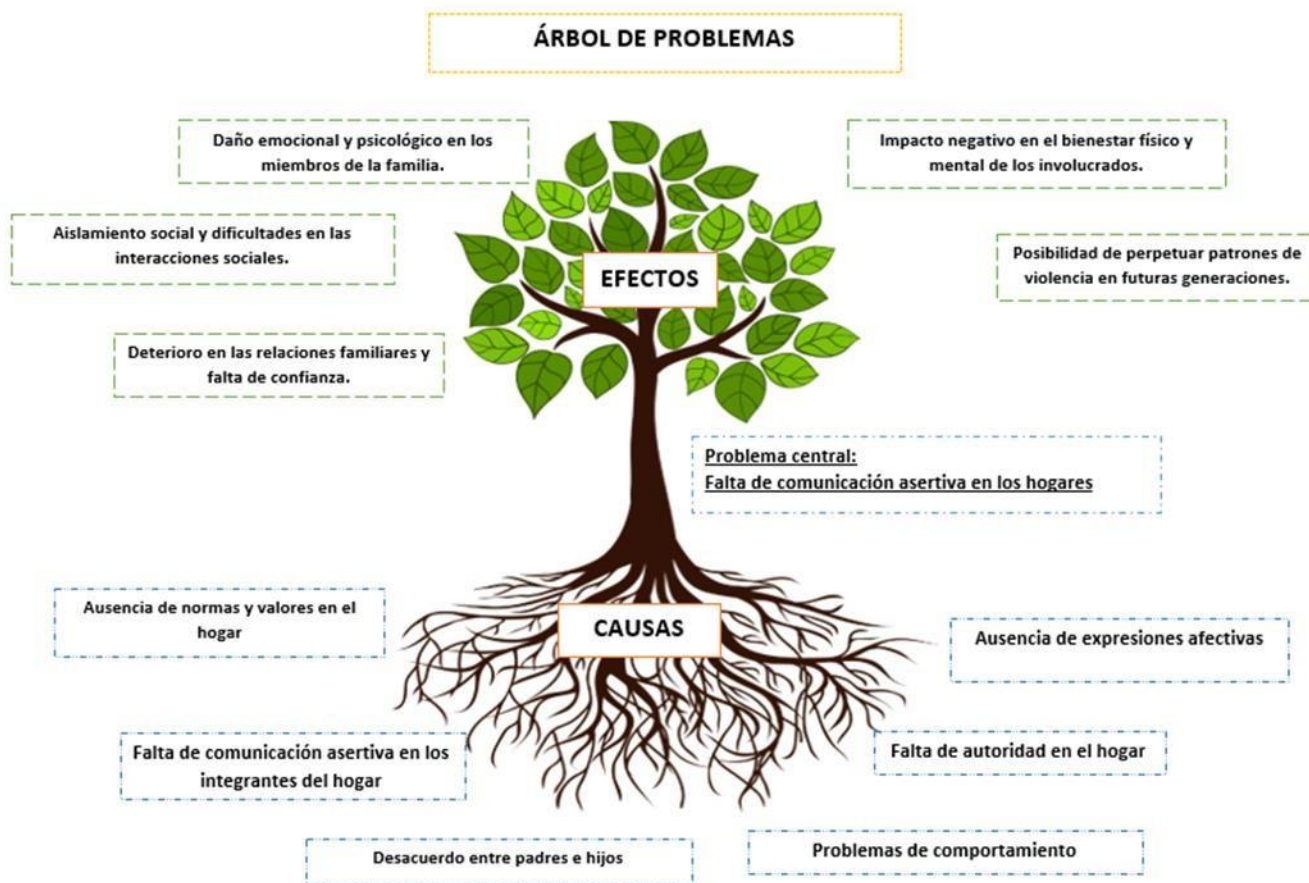 ÁRBOL DE PROBLEMAS
Daño emocional y psicológico en los
miembros de la familia.
Impacto negativo en el bienestar físico y
mental de los involucrados.
Aislamiento social y dificultades en las
interacciones sociales.
Posibilidad de perpetuar patrones de
violencia en futuras generaciones.
EFECTOS
Deterioro en las relaciones familiares y
falta de confianza.
Problema central:
Falta de comunicación asertiva en los hogares
Ausencia de normas y valores en el
hogar
CAUSAS
Ausencia de expresiones afectivas
Falta de comunicación asertiva en los
integrantes del hogar
Falta de autoridad en el hogar
Desacuerdo entre padres e hijos
Problemas de comportamiento